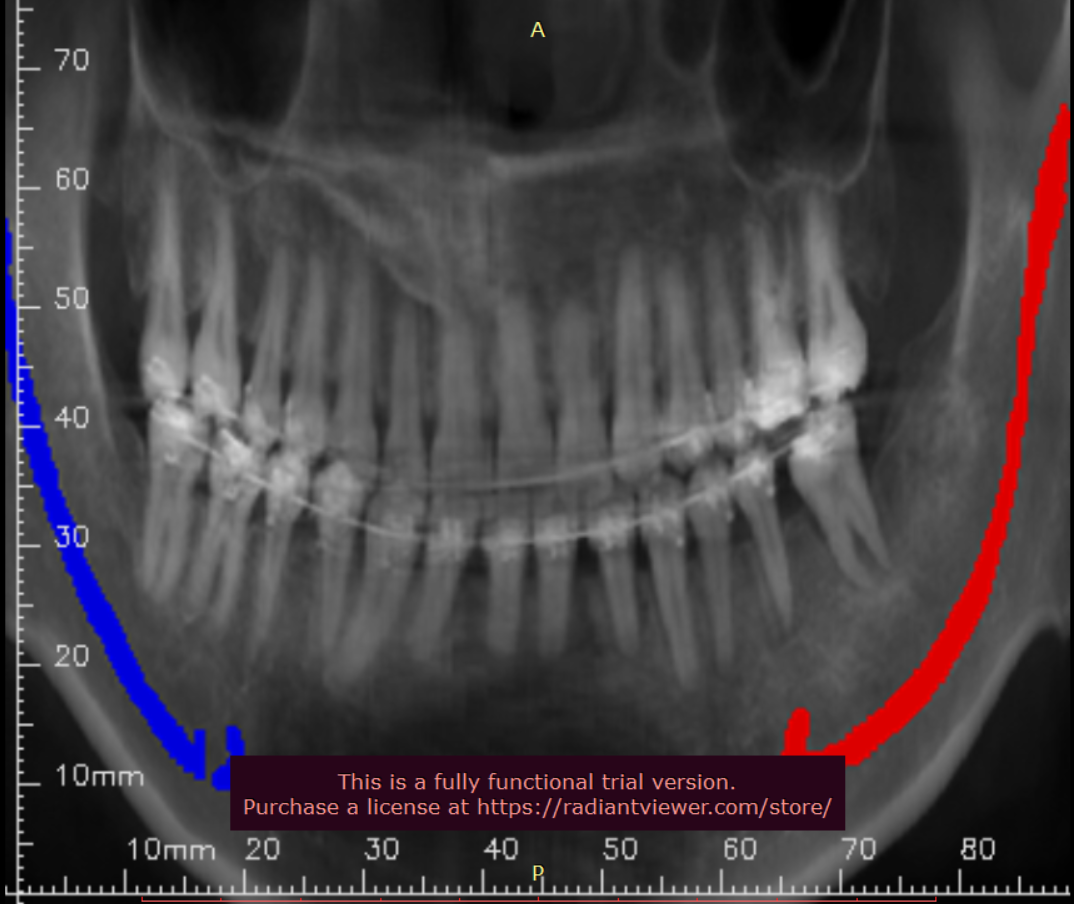 A
70
60
50
40
30
20
10mm
This is a fully functional trial version.
Purchase a license at https://radiantviewer.com/store/
10mm 20 30 40 50 60 70 80
P